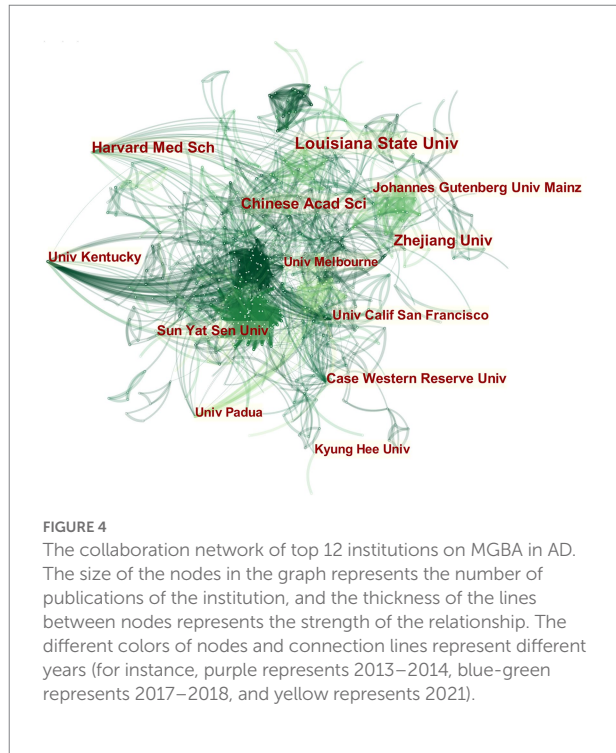 Louisiana State Univ
Harvard Med Sch
Johannes Gutenberg Univ Mainz
Chinese Acad Sci
Zhejiang Univ
Univ Kentucky
Univ Melbourne
Univ Calif San Francisco
Sun Yat Sen Univ
Case Western Reserve Univ
Univ Padua
Kyung Hee Univ
FIGURE 4
The collaboration network of top 12 institutions on MGBA in AD.
The size of the nodes in the graph represents the number of
publications of the institution, and the thickness of the lines
between nodes represents the strength of the relationship. The
different colors of nodes and connection lines represent different
years (for instance, purple represents 2013–2014, blue-green
represents 2017–2018, and yellow represents 2021).